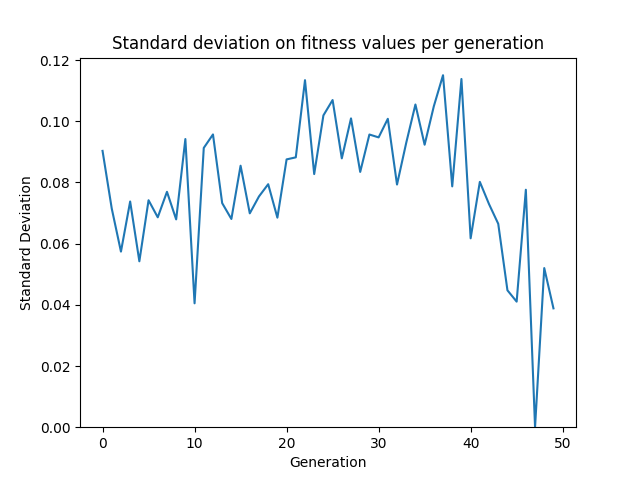 Standard deviation on fitness values per generation
0.12
0.10
0.08
0.06
0.04
0.02
0.00
Standard Deviation
0 10 20 30 40 50
Generation